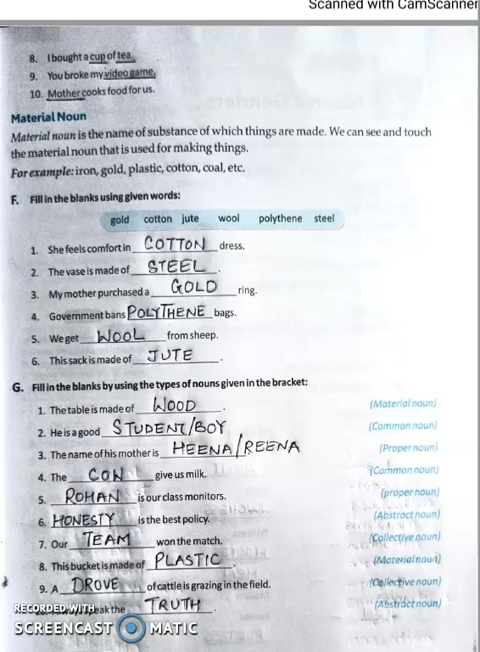 Scanned with CamScanner
8. I bought a cup of tea.
9. You broke my video game.
10. Mother cooks food for us.
Material Noun
Material noun is the name of substance of which things are made. We can see and touch
the material noun that is used for making things.
For example: iron, gold, plastic, cotton, coal, etc.
F. Fill in the blanks using given words:
gold cotton jute wool polythene steel
1. She feels comfort in COTTON dress.
2. The vase is made of STEEL.
3. My mother purchased a GOLD ring.
4. Government bans POLYTHENE bags.
5. We get WOOL from sheep.
6. This sack is made of JUTE.
G. Fill in the blanks by using the types of nouns given in the bracket:
1. The table is made of WOOD. (Material noun)
2. He is a good STUDENT/BOY (Common noun)
3. The name of his mother is HEENA/REENA (Proper noun)
4. The COW give us milk. (Common noun)
5. ROHAN is our class monitors. (proper noun)
6. HONESTY is the best policy. (Abstract noun)
7. Our TEAM won the match. (Collective noun)
8. This bucket is made of PLASTIC. (Material noun)
9. A DROVE of cattle is grazing in the field. (Collective noun)
the TRUTH. (Abstract noun)
RECORDED WITH
SCREENCAST MATIC